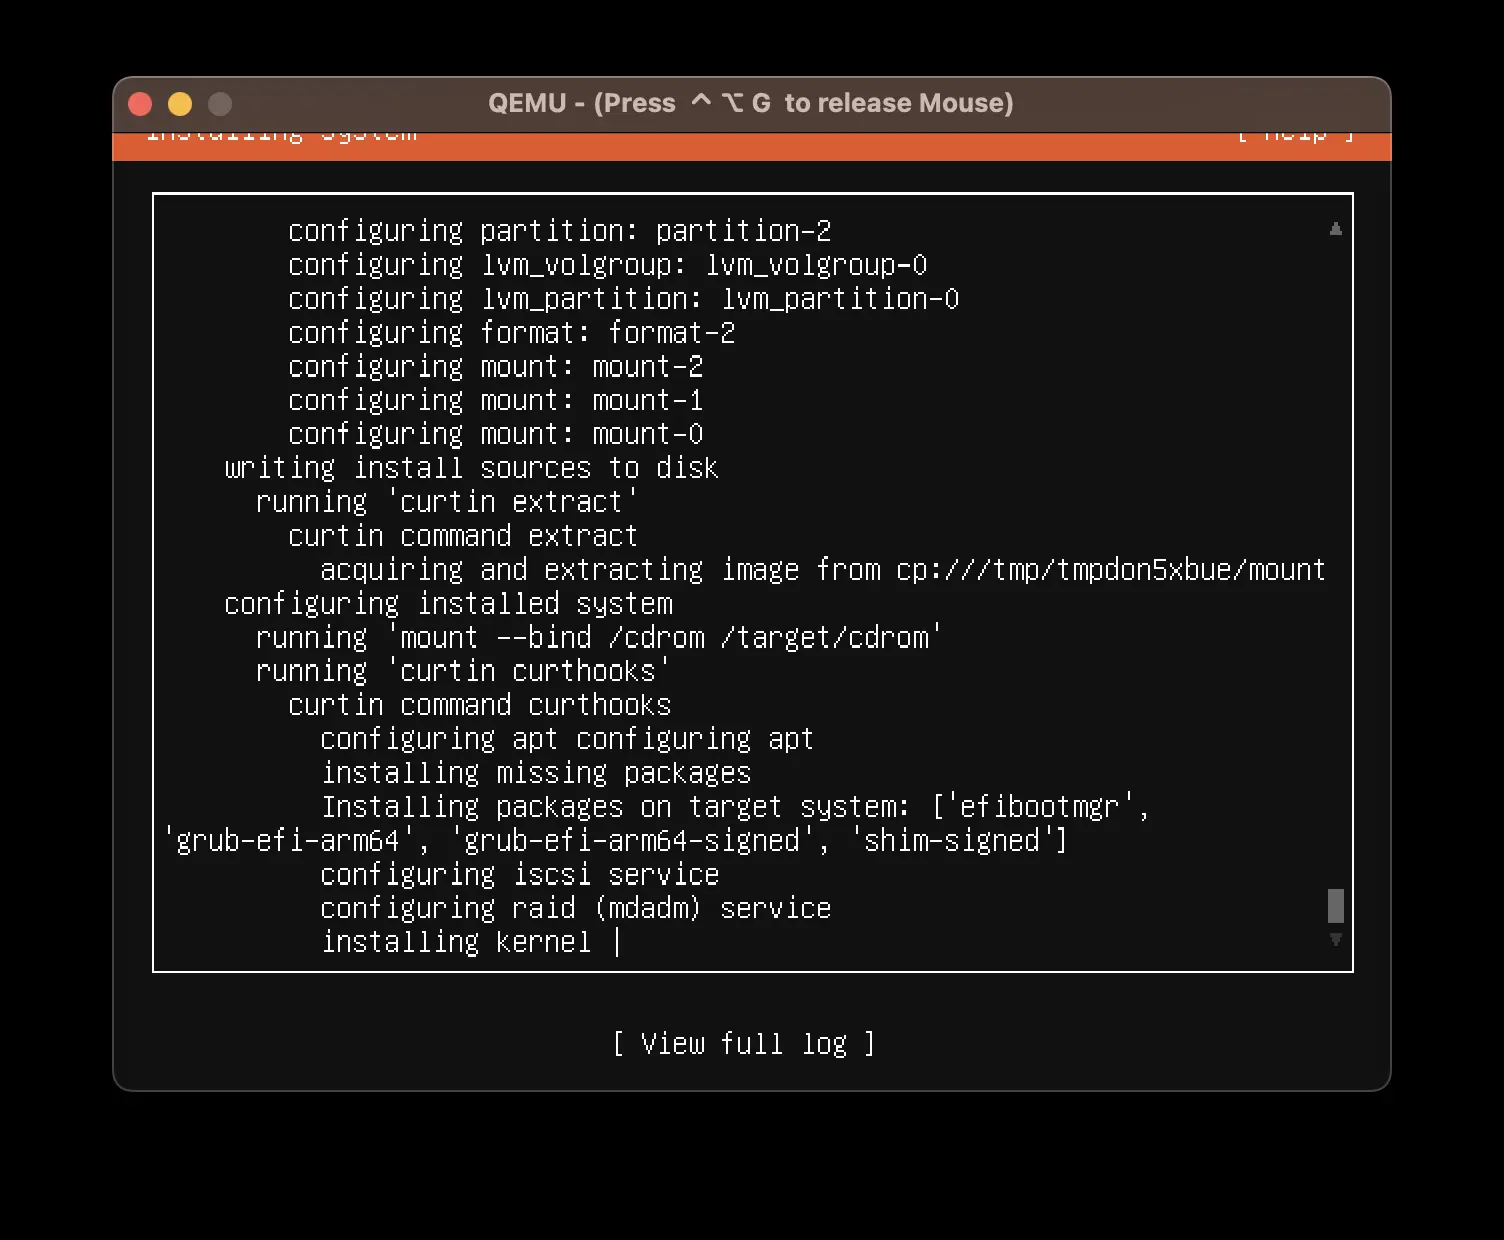 QEMU - (Press ⌃⌥G to release Mouse)
Installing system [ Help ]
configuring partition: partition-2
configuring lvm_volgroup: lvm_volgroup-0
configuring lvm_partition: lvm_partition-0
configuring format: format-2
configuring mount: mount-2
configuring mount: mount-1
configuring mount: mount-0
writing install sources to disk
running 'curtin extract'
curtin command extract
acquiring and extracting image from cp:///tmp/tmpdon5xbue/mount
configuring installed system
running 'mount --bind /cdrom /target/cdrom'
running 'curtin curthooks'
curtin command curthooks
configuring apt configuring apt
installing missing packages
Installing packages on target system: ['efibootmgr',
'grub-efi-arm64', 'grub-efi-arm64-signed', 'shim-signed']
configuring iscsi service
configuring raid (mdadm) service
installing kernel |
[ View full log ]